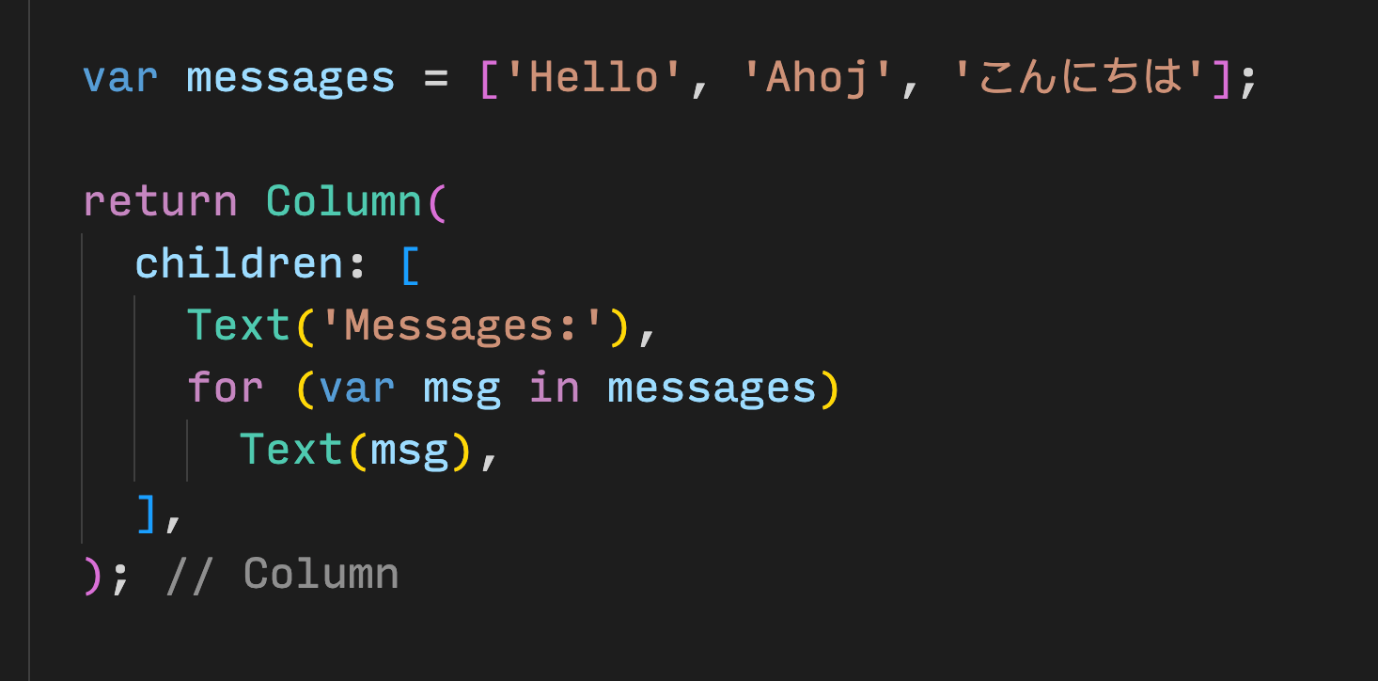 var messages = ['Hello', 'Ahoj', 'こんにちは'];
return Column(
children: [
Text('Messages:'),
for (var msg in messages)
Text(msg),
],
); // Column